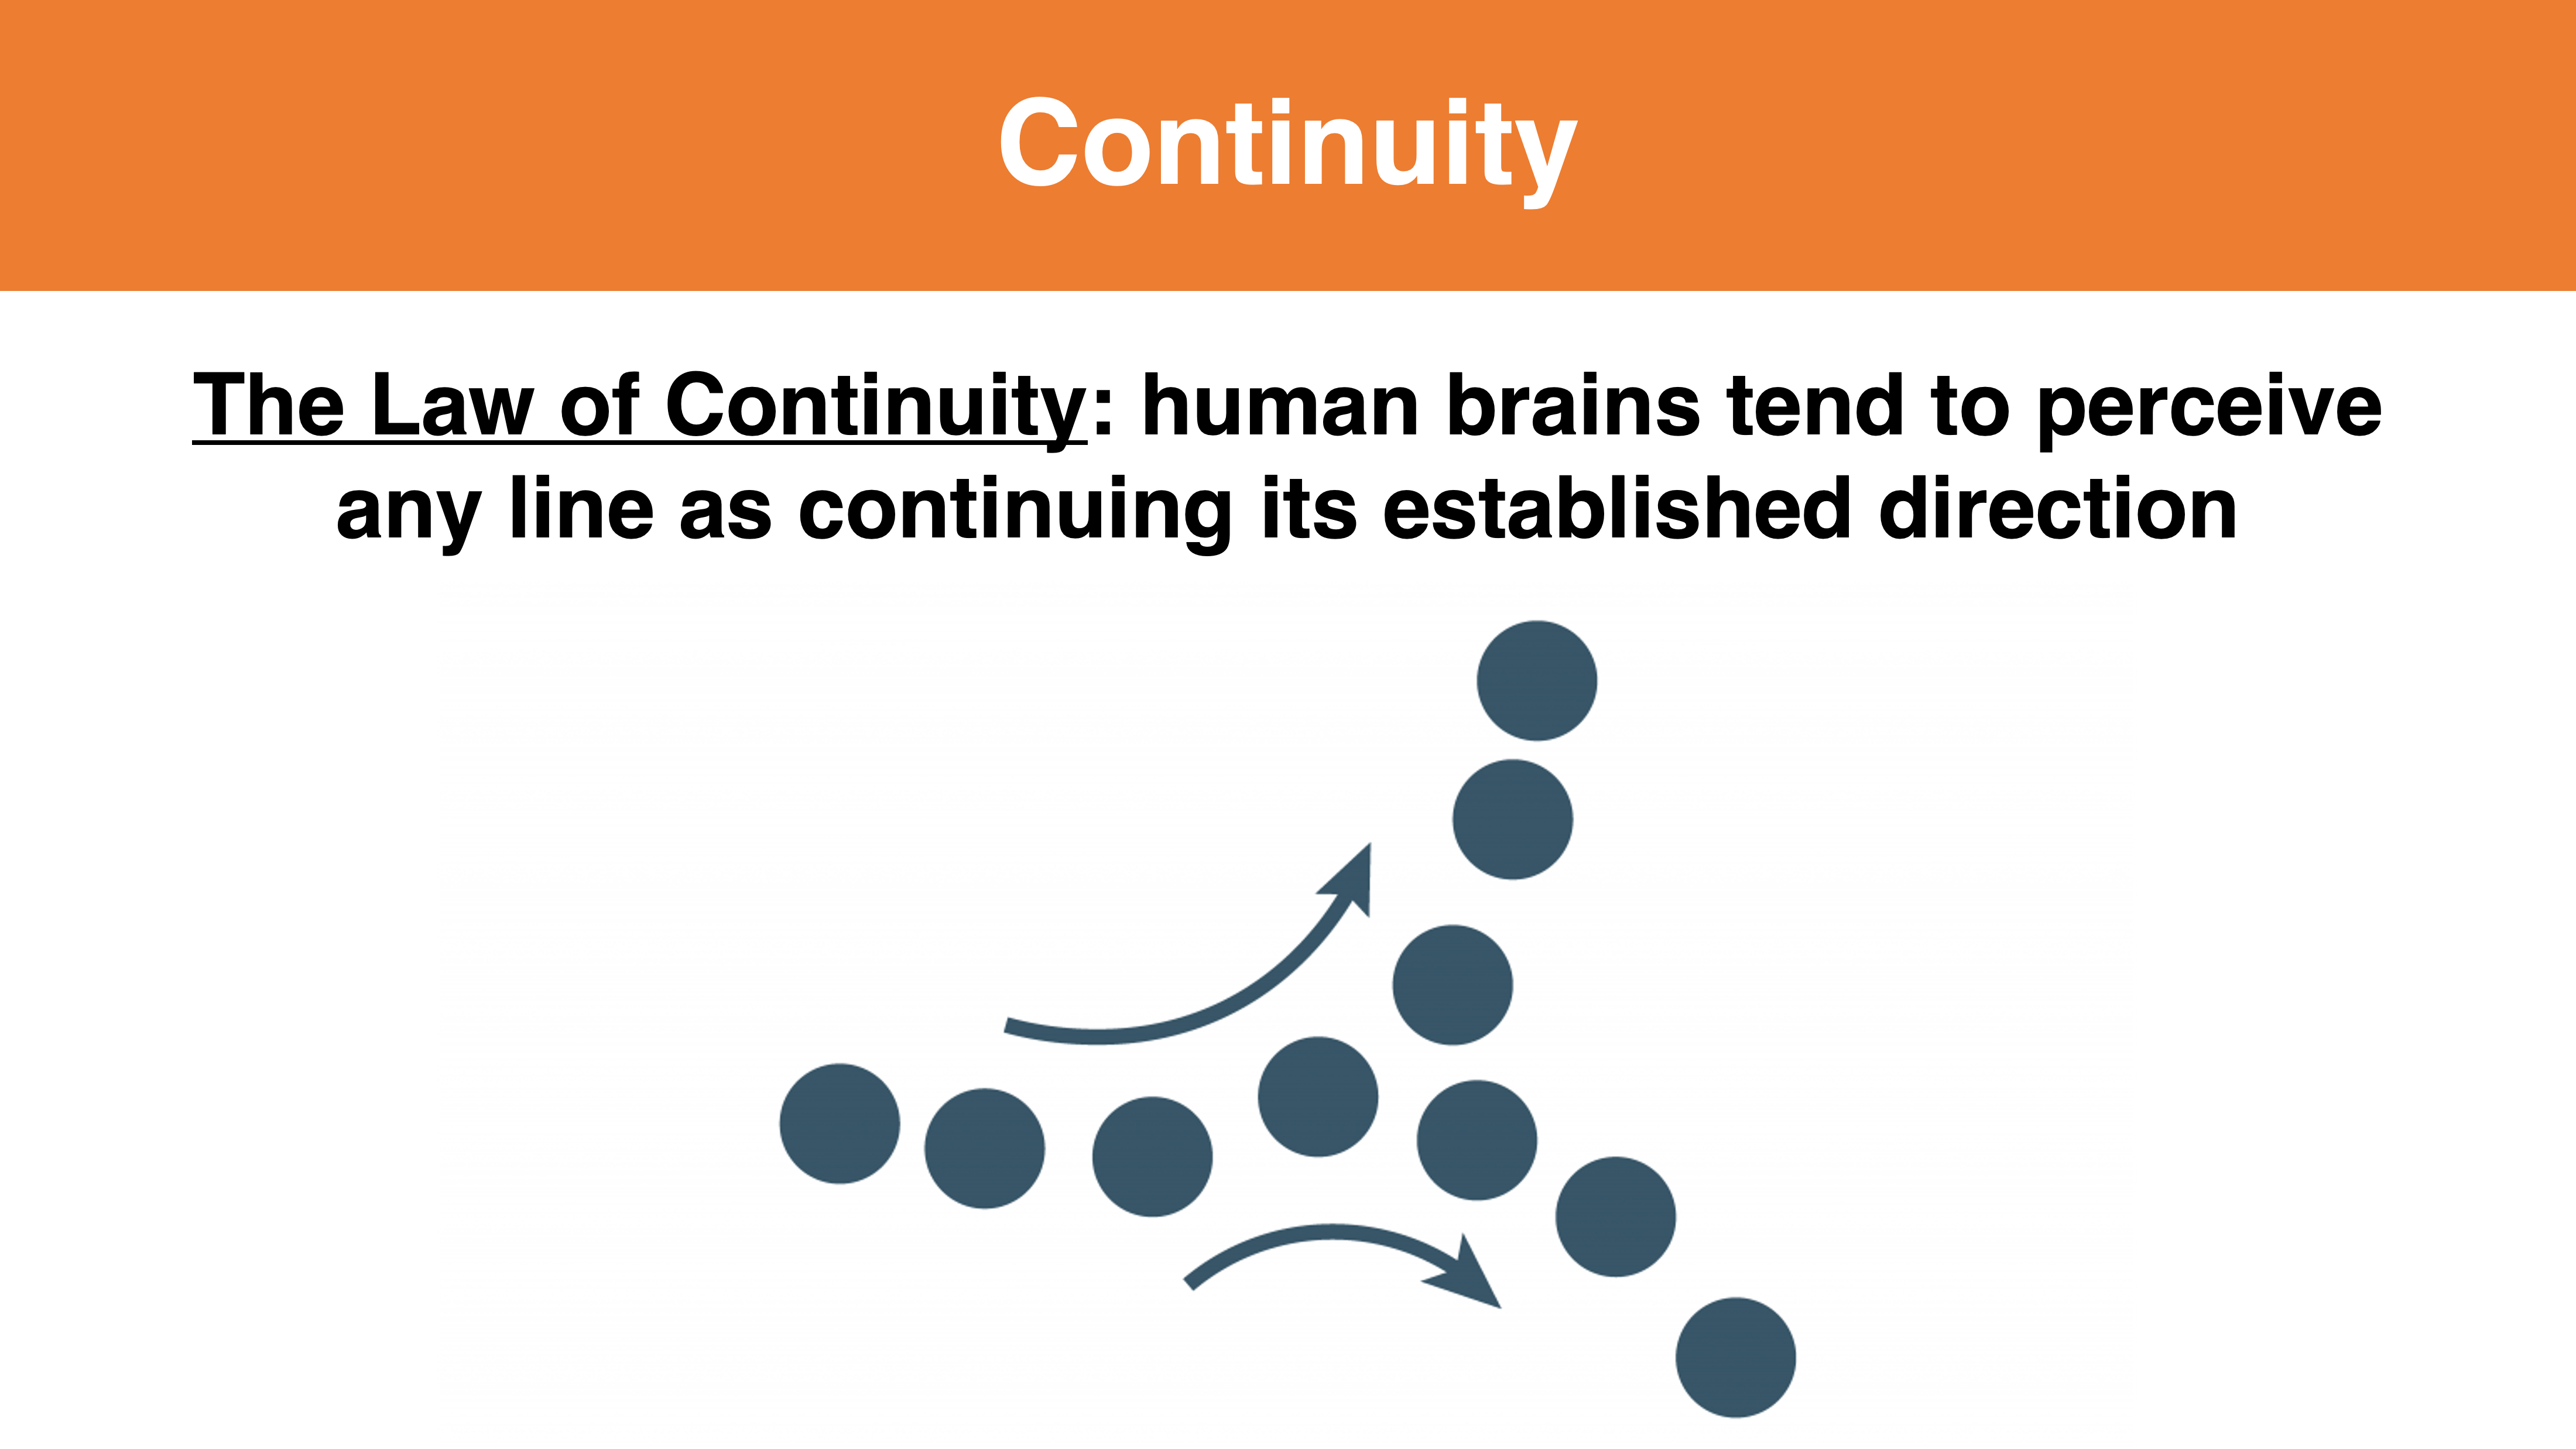 Continuity
The Law of Continuity: human brains tend to perceive
any line as continuing its established direction